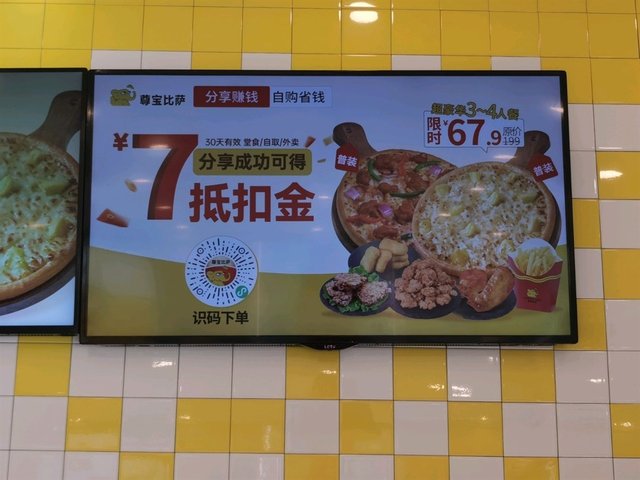 尊宝比萨 分享赚钱 自购省钱
超豪华3~4人餐
限时 ¥67.9 原价199
30天有效 堂食/自取/外卖
分享成功可得
¥7抵扣金
普装
普装
尊宝比萨
识码下单